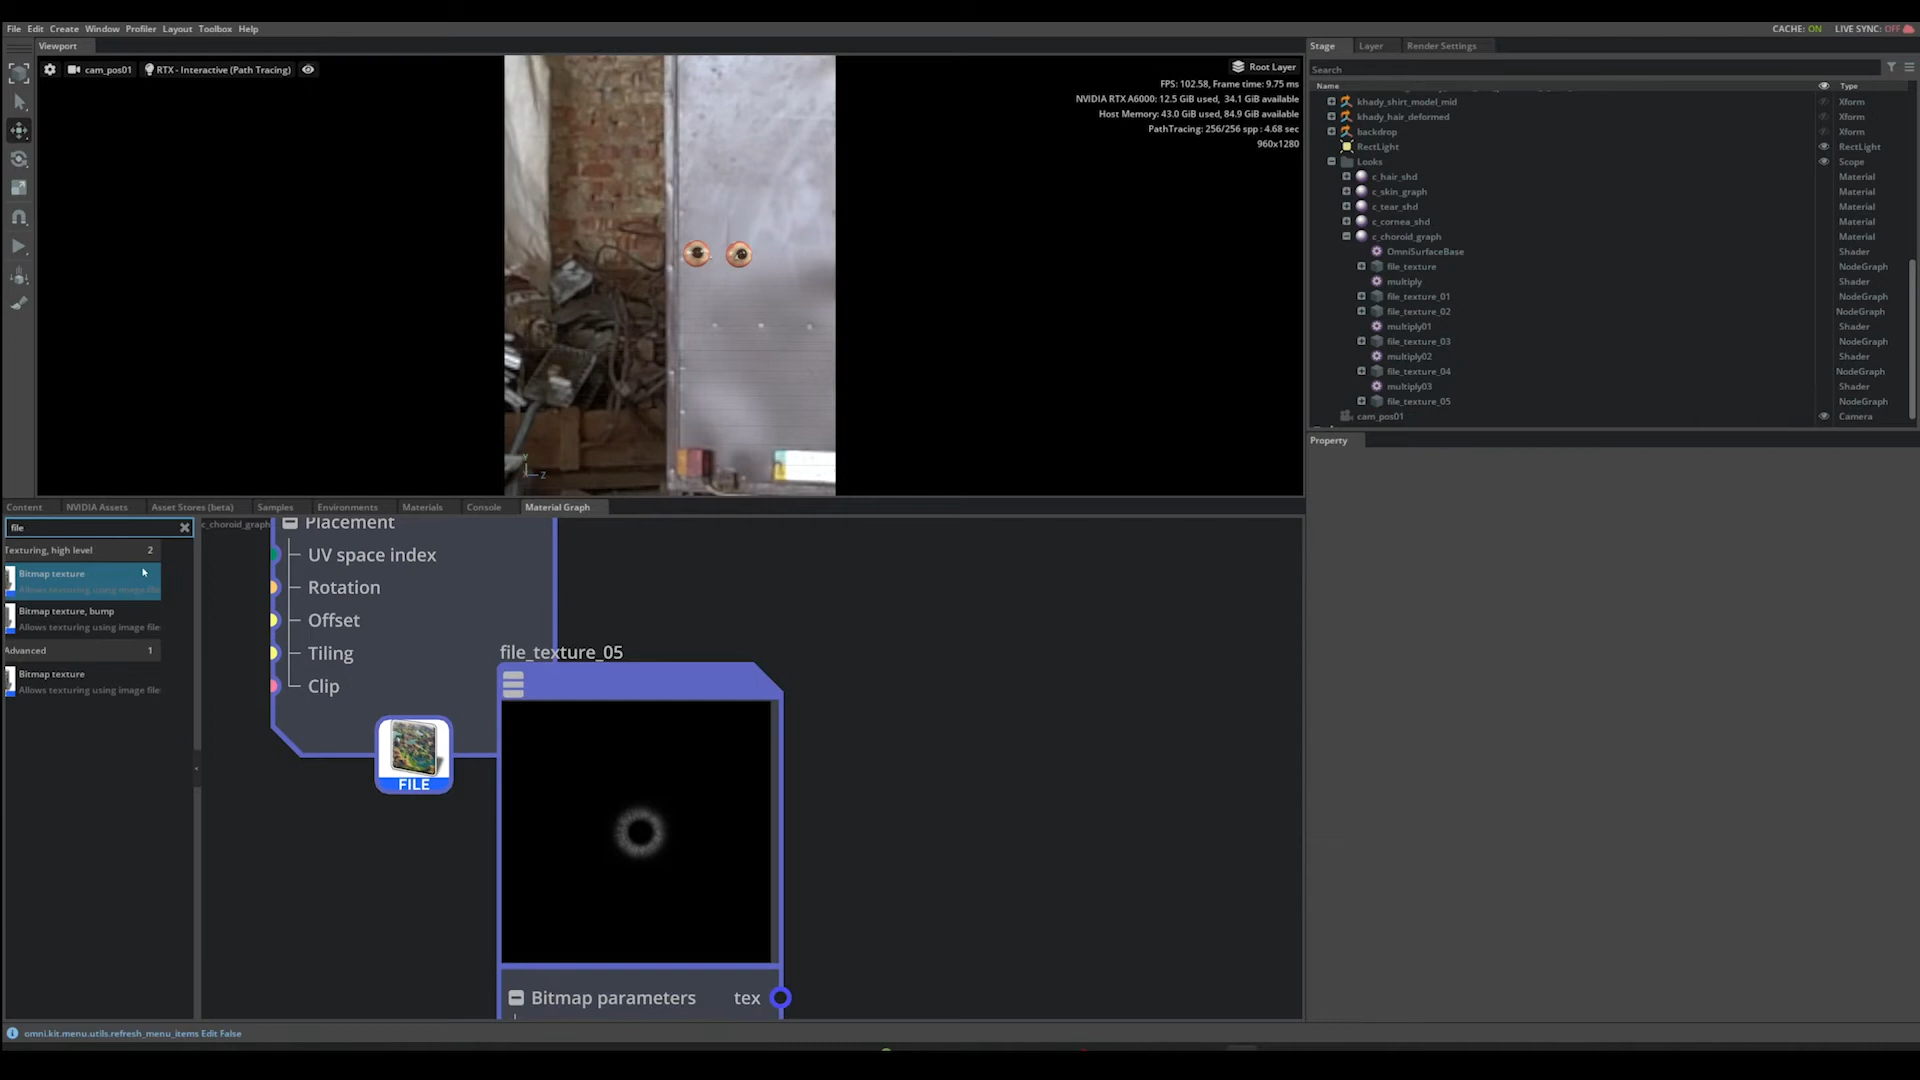 File Edit Create Window Profiler Layout Toolbox Help
CACHE: ON LIVE SYNC: OFF
Viewport
cam_pos01 RTX - Interactive (Path Tracing)
Root Layer
FPS: 102.58, Frame time: 9.75 ms
NVIDIA RTX A6000: 12.5 GiB used, 34.1 GiB available
Host Memory: 43.0 GiB used, 84.9 GiB available
PathTracing: 256/256 spp : 4.68 sec
960x1280
Y
Z
Stage Layer Render Settings
Search
Name Type
khady_shirt_model_mid Xform
khady_hair_deformed Xform
backdrop Xform
RectLight RectLight
Looks Scope
c_hair_shd Material
c_skin_graph Material
c_tear_shd Material
c_cornea_shd Material
c_choroid_graph Material
OmniSurfaceBase Shader
file_texture NodeGraph
multiply Shader
file_texture_01 NodeGraph
file_texture_02 NodeGraph
multiply01 Shader
file_texture_03 NodeGraph
multiply02 Shader
file_texture_04 NodeGraph
multiply03 Shader
file_texture_05 NodeGraph
cam_pos01 Camera
Property
Content NVIDIA Assets Asset Stores (beta) Samples Environments Materials Console Material Graph
file
Texturing, high level 2
Bitmap texture
Allows texturing using image file
Bitmap texture, bump
Allows texturing using image file
Advanced 1
Bitmap texture
Allows texturing using image file
c_choroid_graph
Placement
UV space index
Rotation
Offset
Tiling
Clip
FILE
file_texture_05
Bitmap parameters tex
omni.kit.menu.utils.refresh_menu_items Edit False